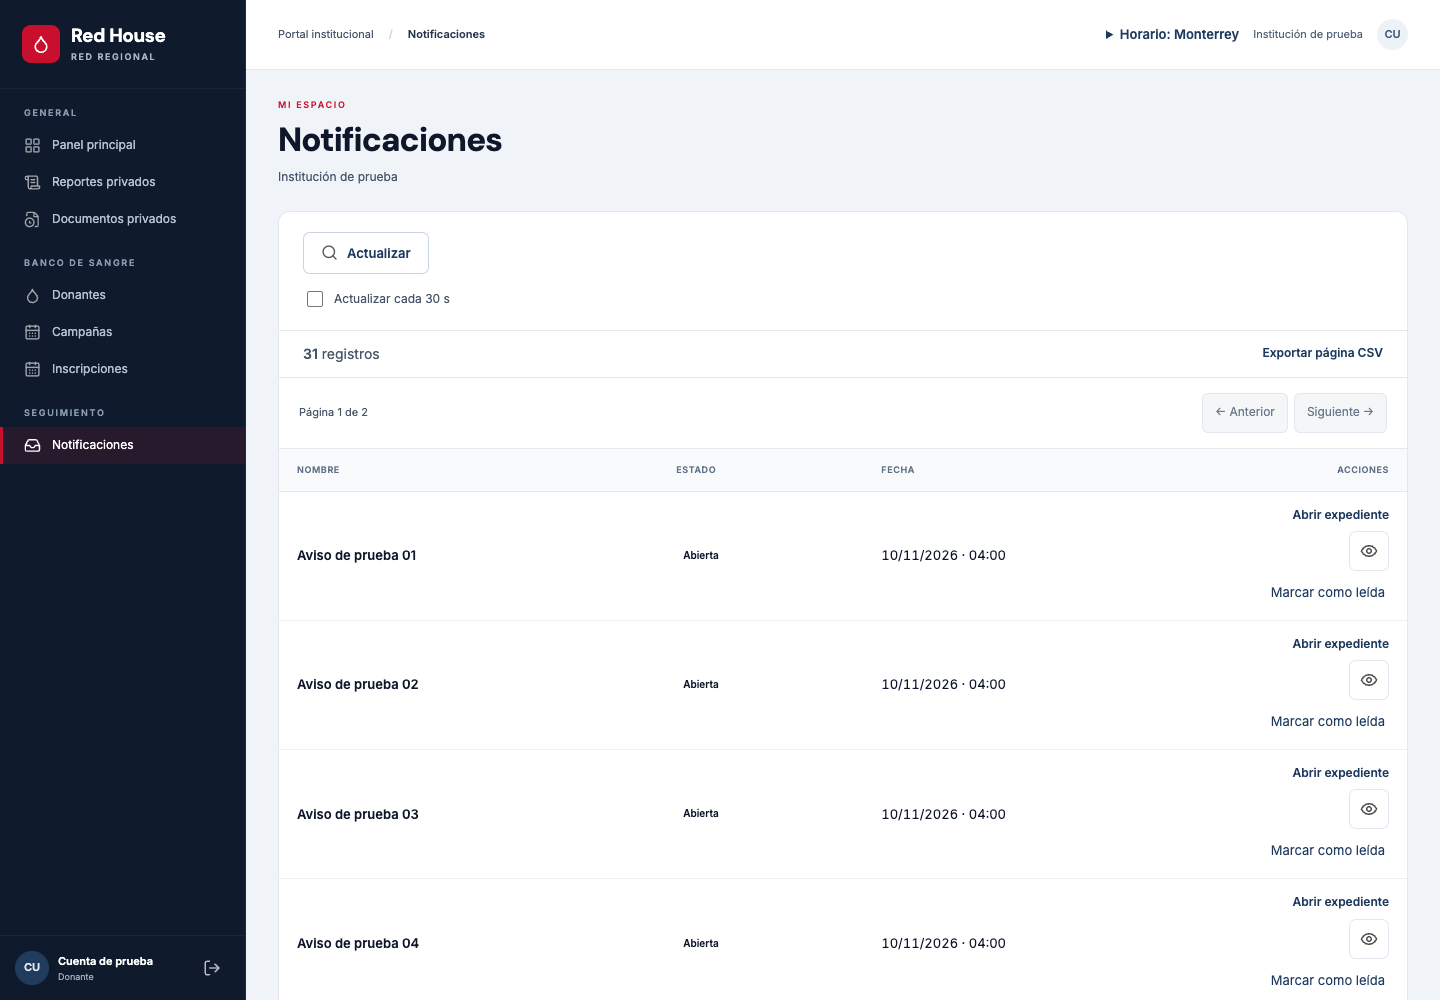 Red House
RED REGIONAL
GENERAL
Panel principal
Reportes privados
Documentos privados
BANCO DE SANGRE
Donantes
Campañas
Inscripciones
SEGUIMIENTO
Notificaciones
CU
Cuenta de prueba
Donante
Portal institucional / Notificaciones
Horario: Monterrey
Institución de prueba
CU
MI ESPACIO
Notificaciones
Institución de prueba
Actualizar
Actualizar cada 30 s
31 registros
Exportar página CSV
Página 1 de 2
← Anterior
Siguiente →
NOMBRE ESTADO FECHA ACCIONES
Abrir expediente
Aviso de prueba 01 Abierta 10/11/2026 · 04:00
Marcar como leída
Abrir expediente
Aviso de prueba 02 Abierta 10/11/2026 · 04:00
Marcar como leída
Abrir expediente
Aviso de prueba 03 Abierta 10/11/2026 · 04:00
Marcar como leída
Abrir expediente
Aviso de prueba 04 Abierta 10/11/2026 · 04:00
Marcar como leída